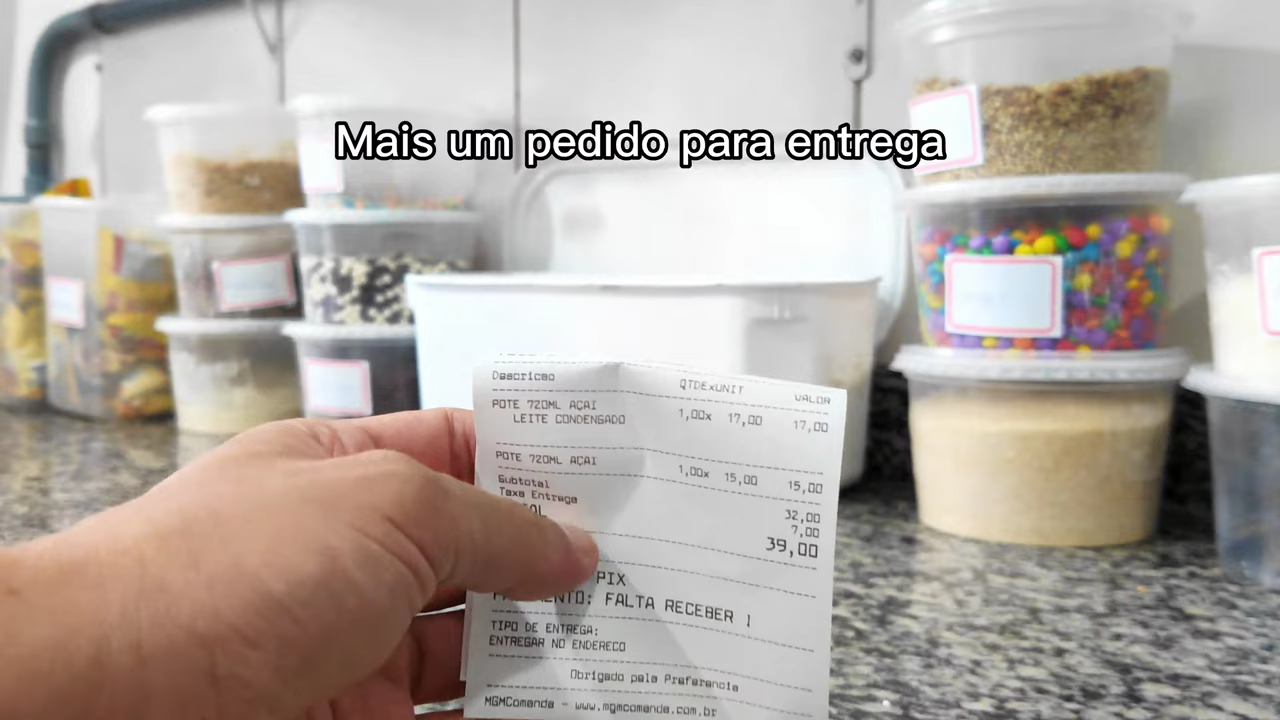 Mais um pedido para entrega
Descricao QTDExUNIT VALOR
POTE 720ML AÇAI 1,00x 17,00 17,00
LEITE CONDENSADO
POTE 720ML AÇAI 1,00x 15,00 15,00
Subtotal 32,00
Taxa Entrega 7,00
39,00
PIX
FALTA RECEBER !
TIPO DE ENTREGA:
ENTREGAR NO ENDERECO
Obrigado pela Preferencia
MGMComanda - www.mgmcomanda.com.br